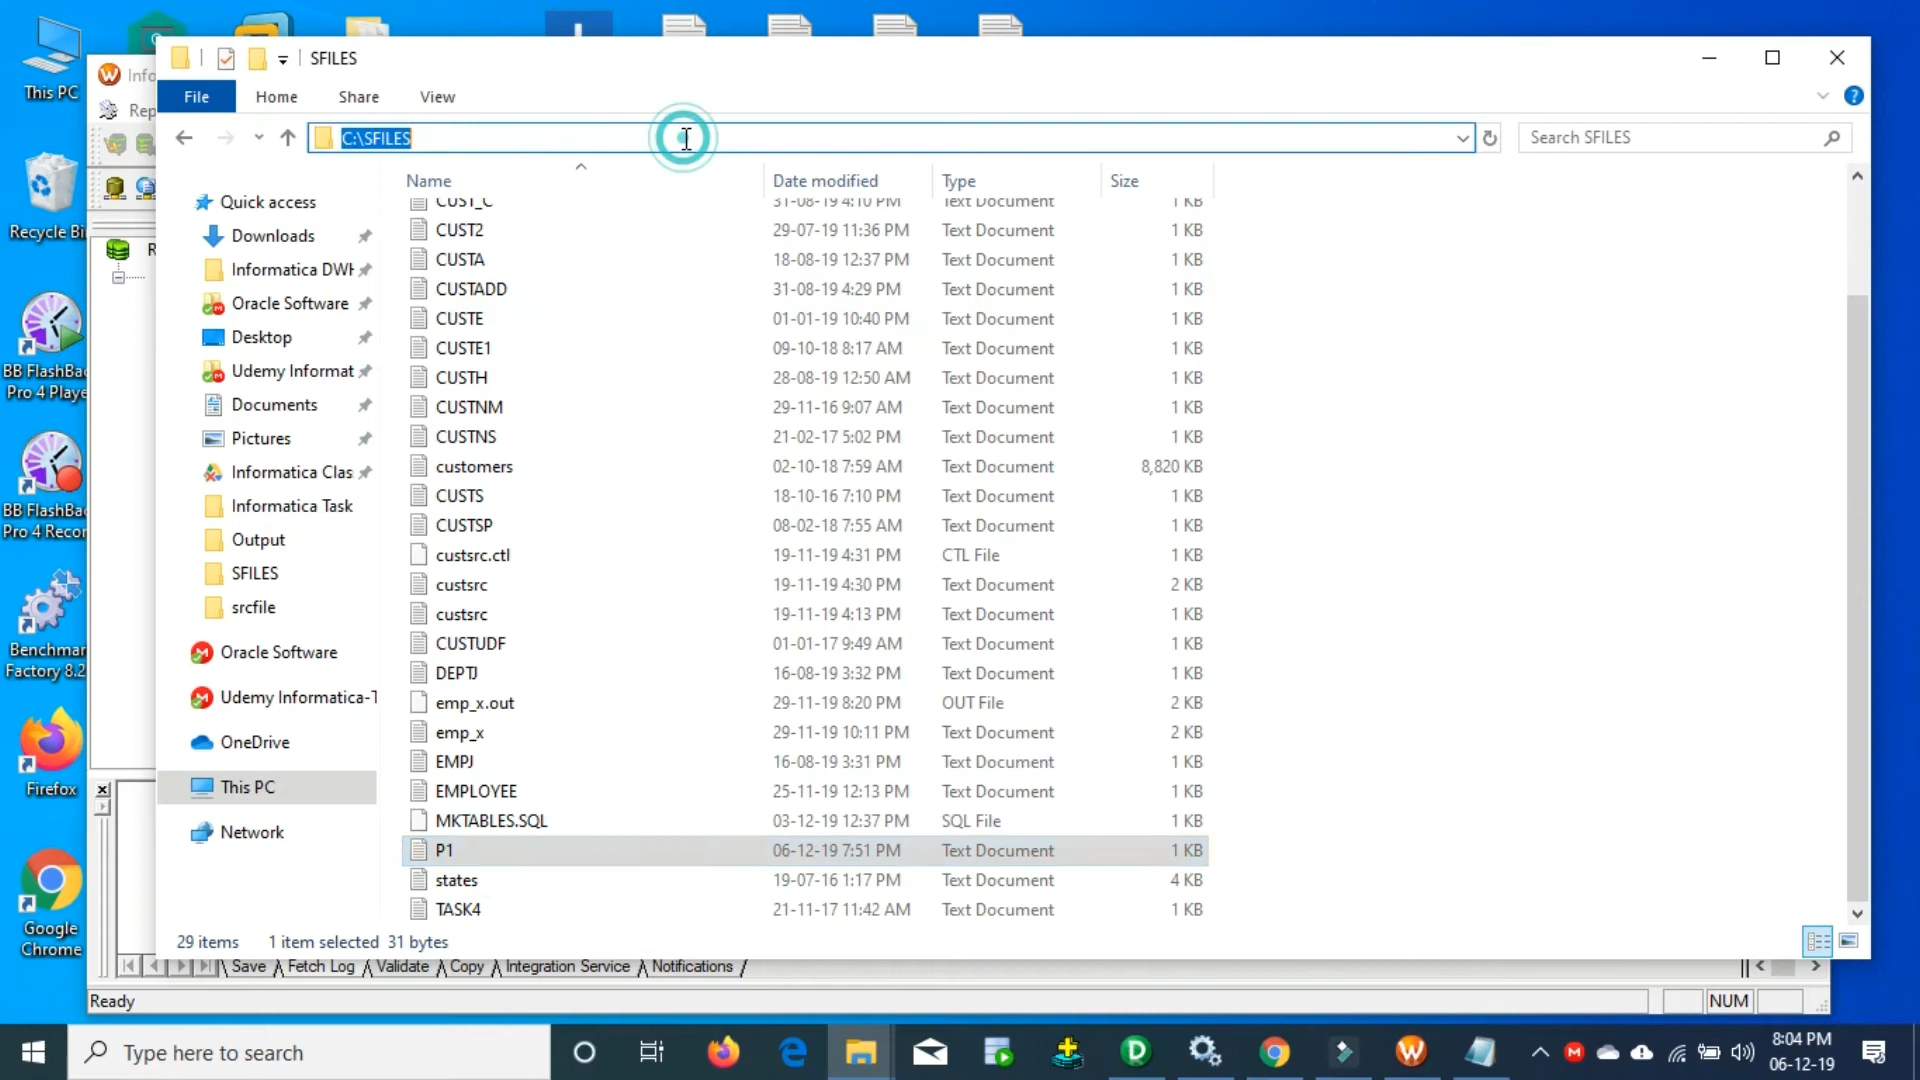 SFILES
File Home Share View
C:\SFILES
Search SFILES
Name Date modified Type Size
CUST_C 31-08-19 4:10 PM Text Document 1 KB
CUST2 29-07-19 11:36 PM Text Document 1 KB
CUSTA 18-08-19 12:37 PM Text Document 1 KB
CUSTADD 31-08-19 4:29 PM Text Document 1 KB
CUSTE 01-01-19 10:40 PM Text Document 1 KB
CUSTE1 09-10-18 8:17 AM Text Document 1 KB
CUSTH 28-08-19 12:50 AM Text Document 1 KB
CUSTNM 29-11-16 9:07 AM Text Document 1 KB
CUSTNS 21-02-17 5:02 PM Text Document 1 KB
customers 02-10-18 7:59 AM Text Document 8,820 KB
CUSTS 18-10-16 7:10 PM Text Document 1 KB
CUSTSP 08-02-18 7:55 AM Text Document 1 KB
custsrc.ctl 19-11-19 4:31 PM CTL File 1 KB
custsrc 19-11-19 4:30 PM Text Document 2 KB
custsrc 19-11-19 4:13 PM Text Document 1 KB
CUSTUDF 01-01-17 9:49 AM Text Document 1 KB
DEPTJ 16-08-19 3:32 PM Text Document 1 KB
emp_x.out 29-11-19 8:20 PM OUT File 2 KB
emp_x 29-11-19 10:11 PM Text Document 2 KB
EMPJ 16-08-19 3:31 PM Text Document 1 KB
EMPLOYEE 25-11-19 12:13 PM Text Document 1 KB
MKTABLES.SQL 03-12-19 12:37 PM SQL File 1 KB
P1 06-12-19 7:51 PM Text Document 1 KB
states 19-07-16 1:17 PM Text Document 4 KB
TASK4 21-11-17 11:42 AM Text Document 1 KB
Quick access
Downloads
Informatica DWH
Oracle Software
Desktop
Udemy Informat
Documents
Pictures
Informatica Clas
Informatica Task
Output
SFILES
srcfile
Oracle Software
Udemy Informatica-T
OneDrive
This PC
Network
29 items 1 item selected 31 bytes
Info
Rep
R
Save Fetch Log Validate Copy Integration Service Notifications
Ready
NUM
This PC
Recycle Bi
BB FlashBa
Pro 4 Playe
BB FlashBa
Pro 4 Recor
Benchmar
Factory 8.2
Firefox
Google
Chrome
Type here to search
8:04 PM
06-12-19